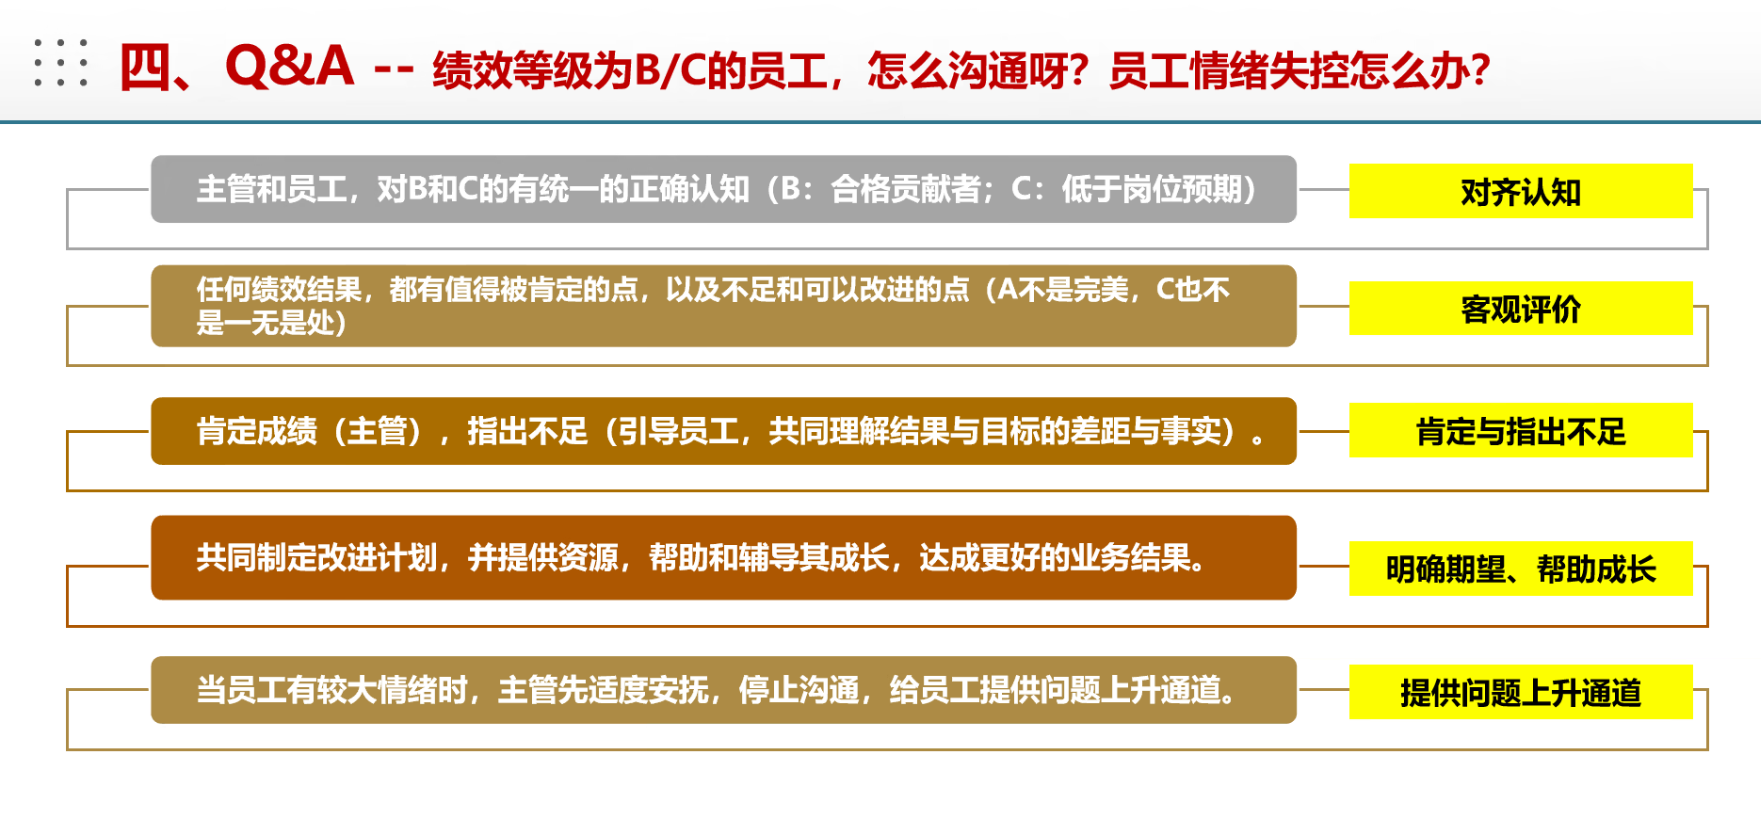 四、Q&A -- 绩效等级为B/C的员工，怎么沟通呀？员工情绪失控怎么办？
主管和员工，对B和C的有统一的正确认知（B：合格贡献者；C：低于岗位预期）
对齐认知
任何绩效结果，都有值得被肯定的点，以及不足和可以改进的点（A不是完美，C也不
是一无是处）
客观评价
肯定成绩（主管），指出不足（引导员工，共同理解结果与目标的差距与事实）。
肯定与指出不足
共同制定改进计划，并提供资源，帮助和辅导其成长，达成更好的业务结果。
明确期望、帮助成长
当员工有较大情绪时，主管先适度安抚，停止沟通，给员工提供问题上升通道。
提供问题上升通道